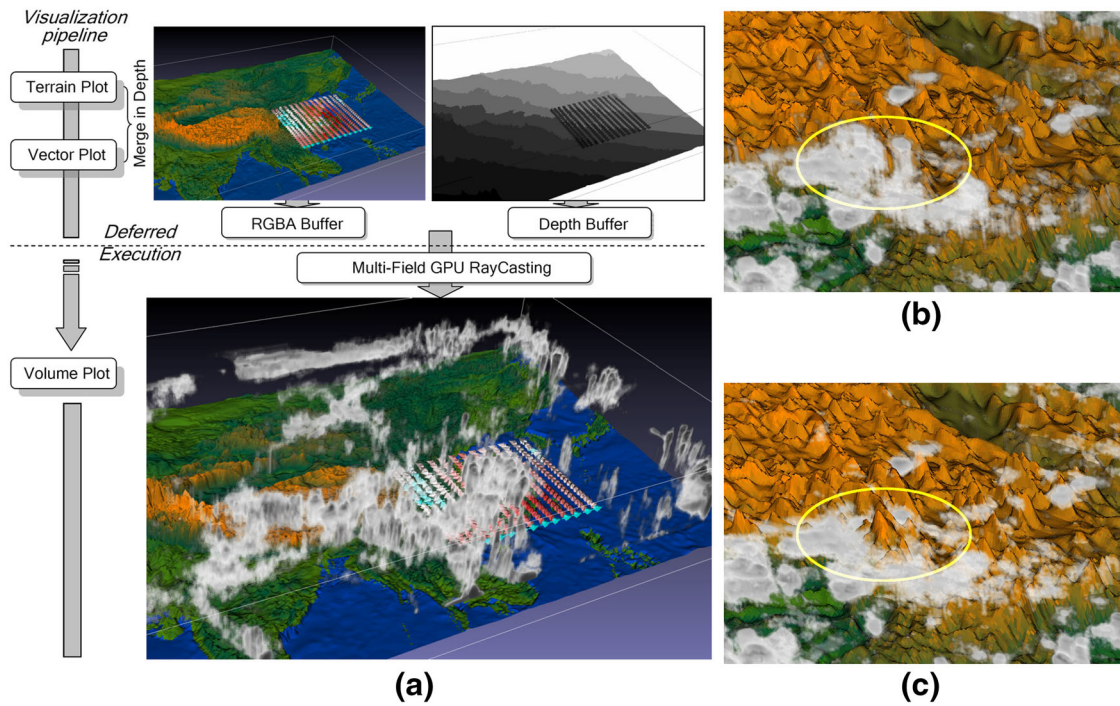 Visualization
pipeline
Terrain Plot
Vector Plot
Merge in Depth
RGBA Buffer
Depth Buffer
Deferred
Execution
Multi-Field GPU RayCasting
Volume Plot
(a)
(b)
(c)